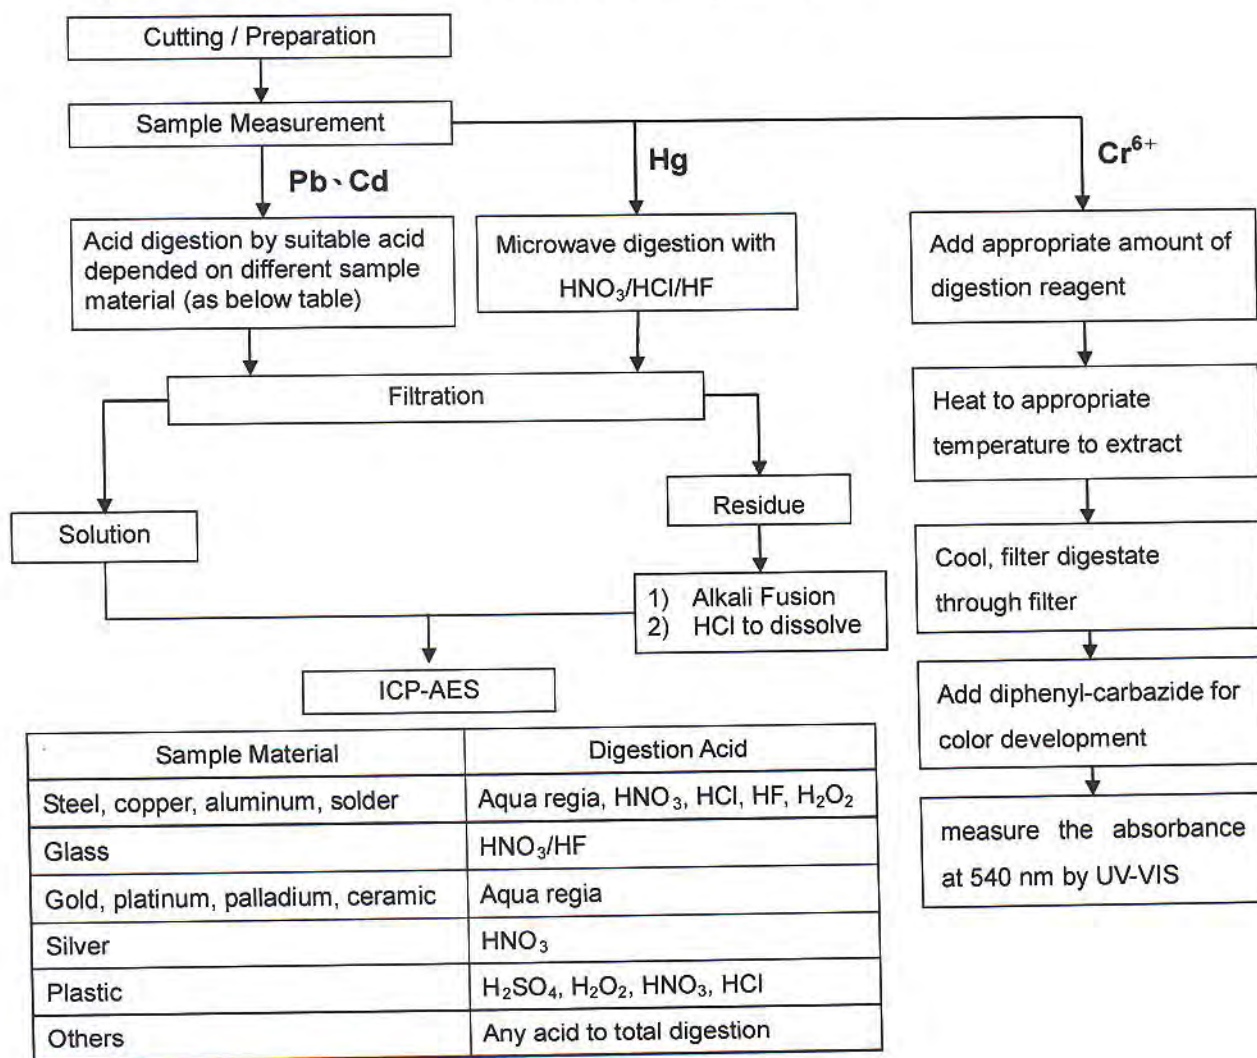 Cutting / Preparation
Sample Measurement
Pb、Cd
Hg
Cr⁶⁺
Acid digestion by suitable acid
depended on different sample
material (as below table)
Microwave digestion with
HNO₃/HCl/HF
Add appropriate amount of
digestion reagent
Filtration
Heat to appropriate
temperature to extract
Solution
Residue
1) Alkali Fusion
2) HCl to dissolve
Cool, filter digestate
through filter
ICP-AES
Add diphenyl-carbazide for
color development
measure the absorbance
at 540 nm by UV-VIS
Sample Material Digestion Acid
Steel, copper, aluminum, solder Aqua regia, HNO₃, HCl, HF, H₂O₂
Glass HNO₃/HF
Gold, platinum, palladium, ceramic Aqua regia
Silver HNO₃
Plastic H₂SO₄, H₂O₂, HNO₃, HCl
Others Any acid to total digestion